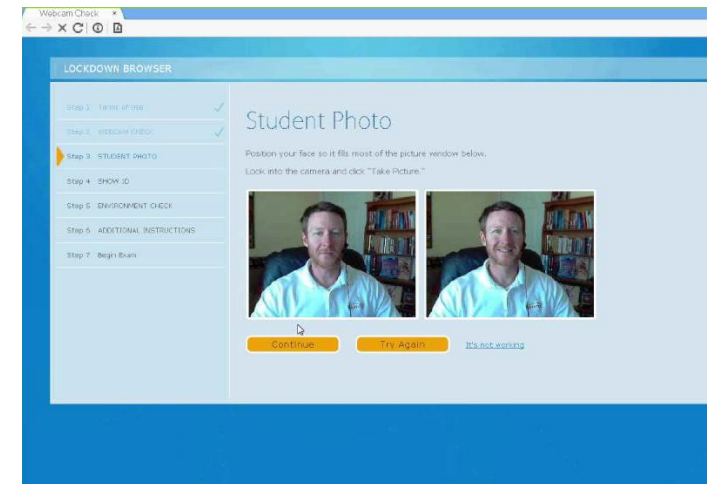 Webcam Check
LOCKDOWN BROWSER
Step 1 Terms of Use
Step 2 WEBCAM CHECK
Step 3 STUDENT PHOTO
Step 4 SHOW ID
Step 5 ENVIRONMENT CHECK
Step 6 ADDITIONAL INSTRUCTIONS
Step 7 Begin Exam
Student Photo
Position your face so it fills most of the picture window below.
Look into the camera and click "Take Picture."
Continue
Try Again
It's not working